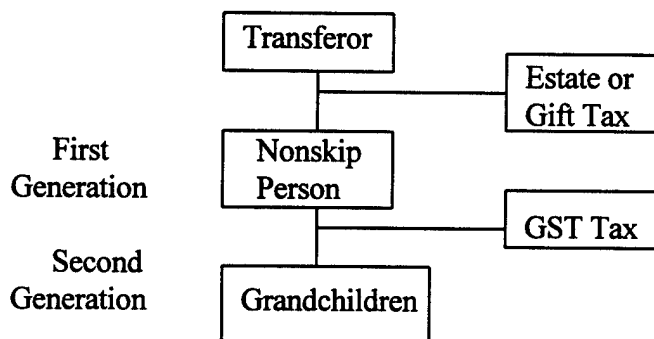 Transferor
Estate or
Gift Tax
First
Generation
Nonskip
Person
GST Tax
Second
Generation
Grandchildren